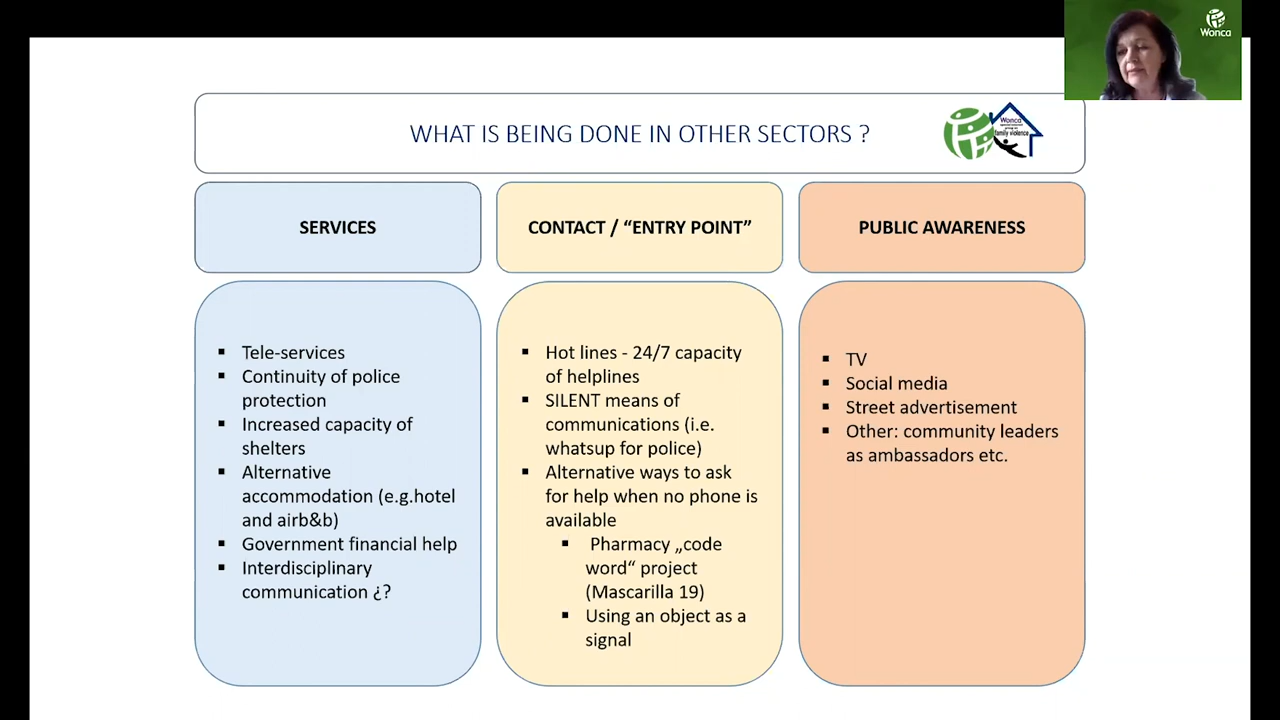 Wonca
WHAT IS BEING DONE IN OTHER SECTORS ?
Wonca
family violence
SERVICES
CONTACT / “ENTRY POINT”
PUBLIC AWARENESS
▪ Tele-services
▪ Continuity of police
protection
▪ Increased capacity of
shelters
▪ Alternative
accommodation (e.g.hotel
and airb&b)
▪ Government financial help
▪ Interdisciplinary
communication ¿?
▪ Hot lines - 24/7 capacity
of helplines
▪ SILENT means of
communications (i.e.
whatsup for police)
▪ Alternative ways to ask
for help when no phone is
available
▪ Pharmacy „code
word“ project
(Mascarilla 19)
▪ Using an object as a
signal
▪ TV
▪ Social media
▪ Street advertisement
▪ Other: community leaders
as ambassadors etc.